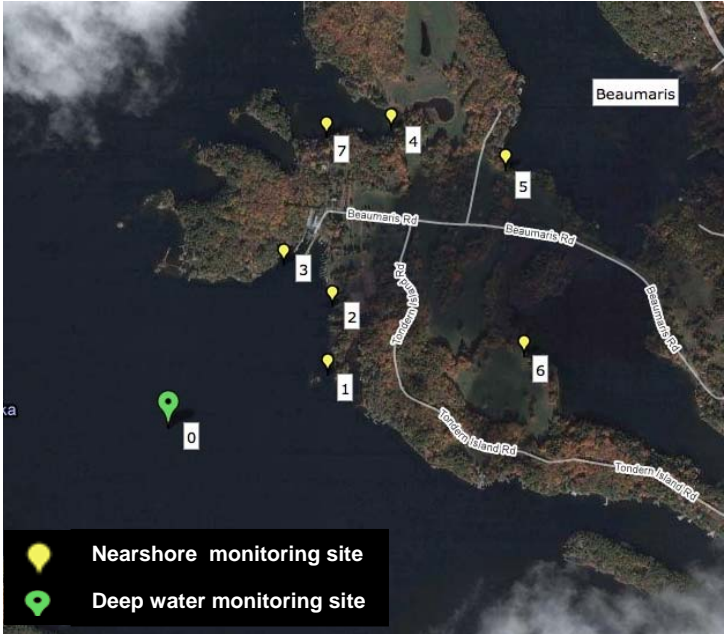 Beaumaris
4
7
5
Beaumaris Rd
Beaumaris Rd
3
Tondern Island Rd
2
Beaumaris Rd
6
1
ka
0
Tondern Island Rd
Tondern Island Rd
Nearshore monitoring site
Deep water monitoring site